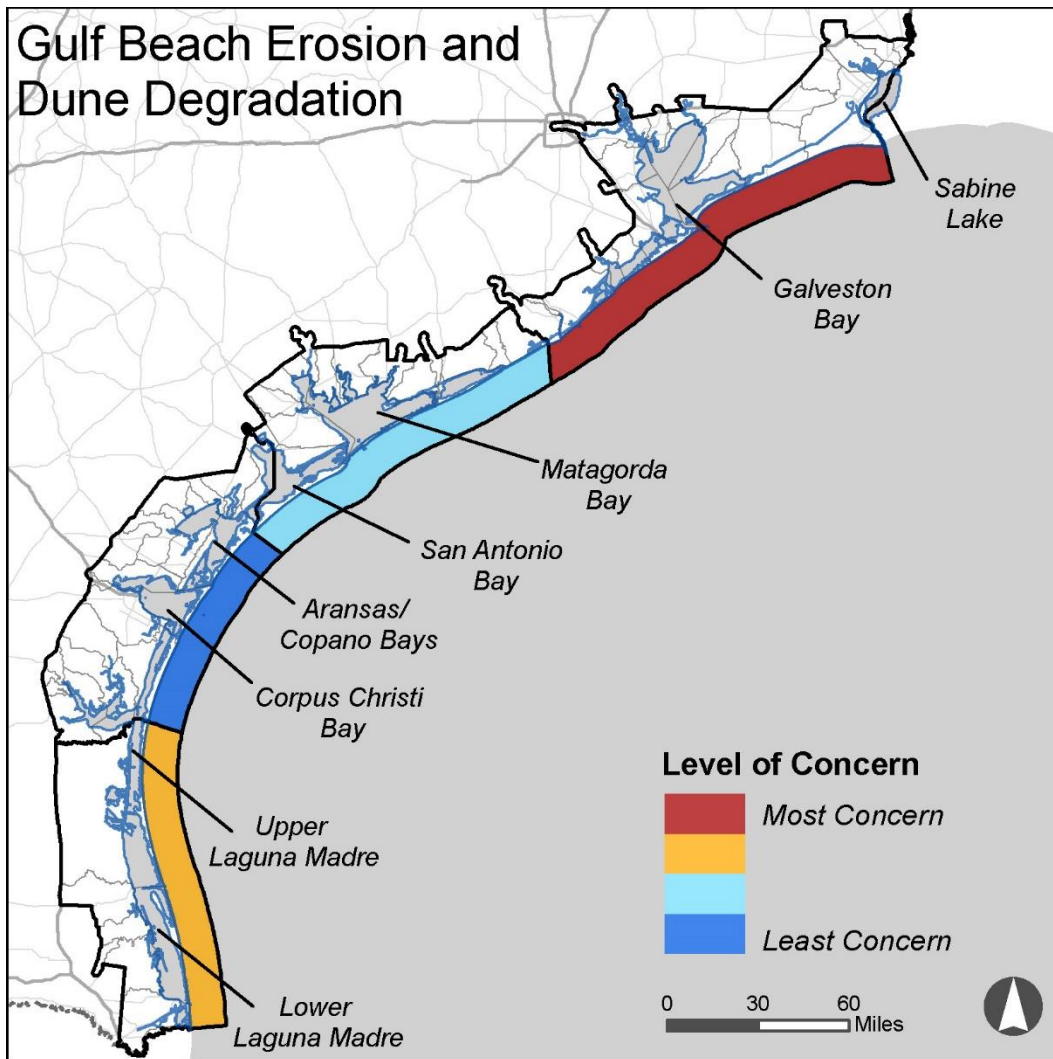 Gulf Beach Erosion and
Dune Degradation
Sabine
Lake
Galveston
Bay
Matagorda
Bay
San Antonio
Bay
Aransas/
Copano Bays
Corpus Christi
Bay
Upper
Laguna Madre
Lower
Laguna Madre
Level of Concern
Most Concern
Least Concern
0 30 60
Miles